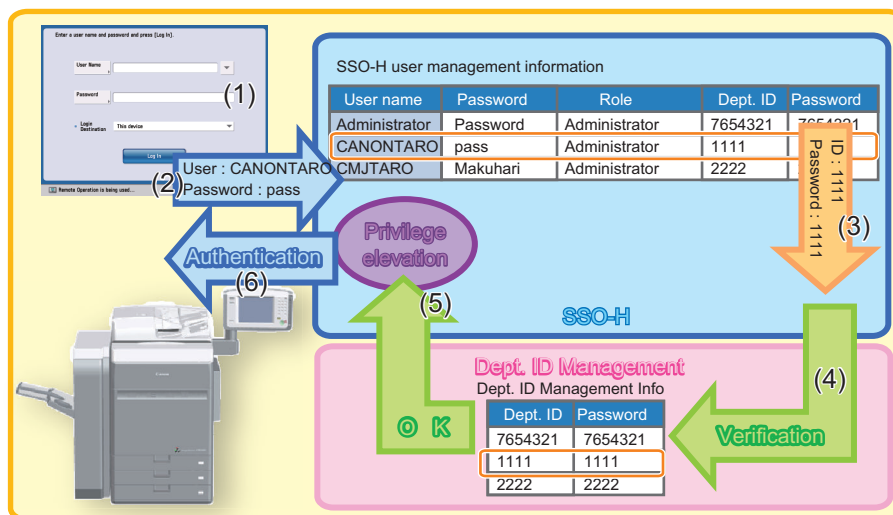 Enter a user name and password and press [Log In].
User Name
Password
(1)
Login
Destination
This device
Log In
Remote Operation is being used...
SSO-H user management information
User name Password Role Dept. ID Password
Administrator Password Administrator 7654321 7654321
CANONTARO pass Administrator 1111
CMJTARO Makuhari Administrator 2222
ID : 1111
Password : 1111
(3)
(2)
User : CANONTARO
Password : pass
Privilege
elevation
Authentication
(6)
(5)
SSO-H
(4)
Dept. ID Management
Dept. ID Management Info
Dept. ID Password
7654321 7654321
1111 1111
2222 2222
O K
Verification
Canon